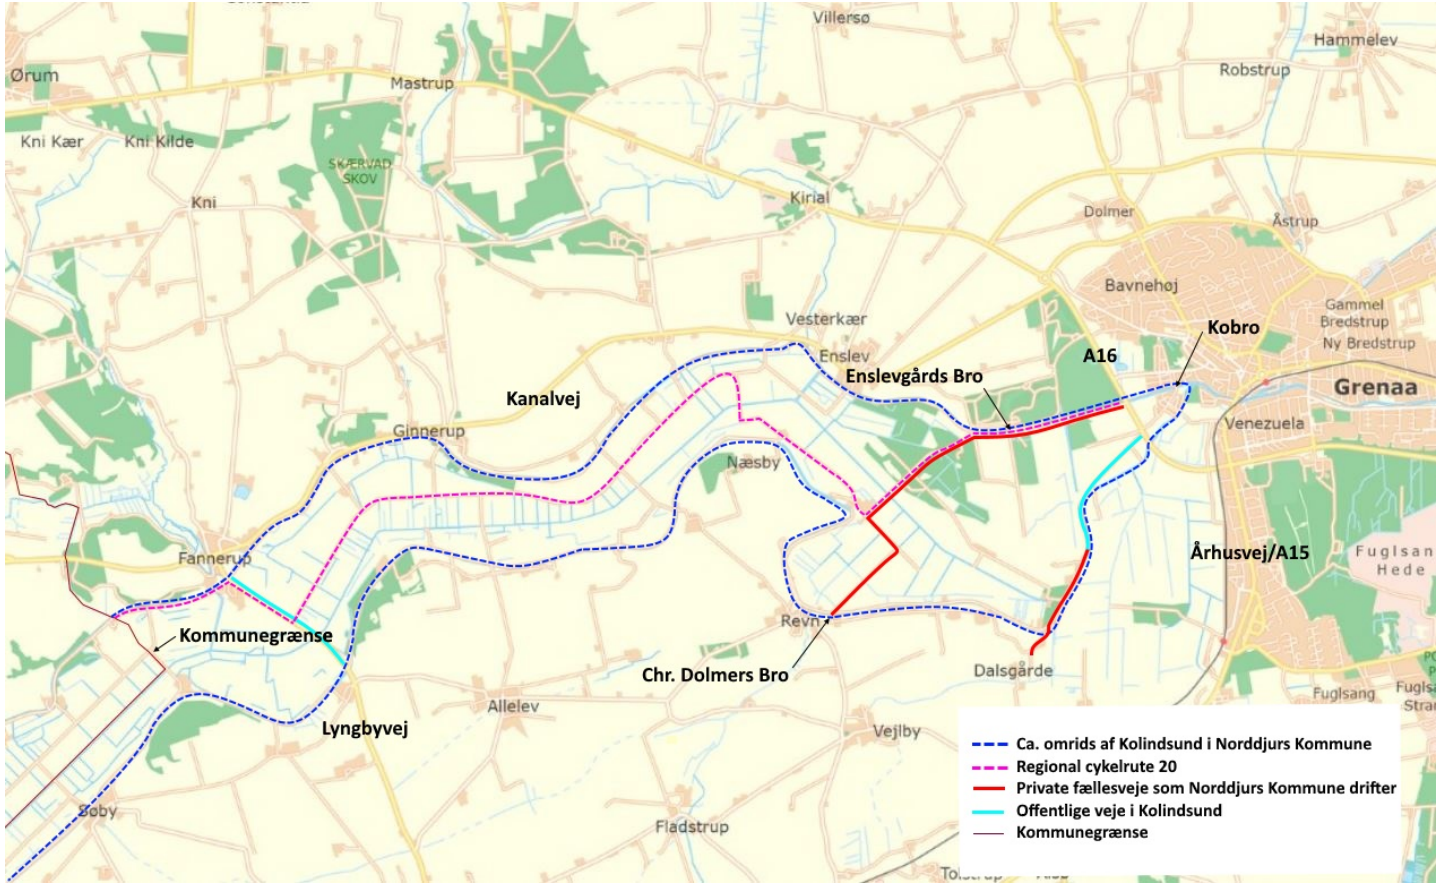 Villersø
Hammelev
Robstrup
Ørum
Mastrup
Kni Kær
Kni Kilde
SKÆRVAD
SKOV
Kni
Kirial
Dolmer
Åstrup
Bavnehøj
Gammel
Bredstrup
Ny Bredstrup
Vesterkær
Kobro
Enslev
A16
Enslevgårds Bro
Grenaa
Kanalvej
Ginnerup
Venezuela
Næsby
Fannerup
Århusvej/A15
Fuglsan
Hede
Kommunegrænse
Revn
Chr. Dolmers Bro
Dalsgårde
Fuglsang
Fugls
Stran
Allelev
Lyngbyvej
Vejlby
Søby
Fladstrup
Ca. omrids af Kolindsund i Norddjurs Kommune
Regional cykelrute 20
Private fællesveje som Norddjurs Kommune drifter
Offentlige veje i Kolindsund
Kommunegrænse